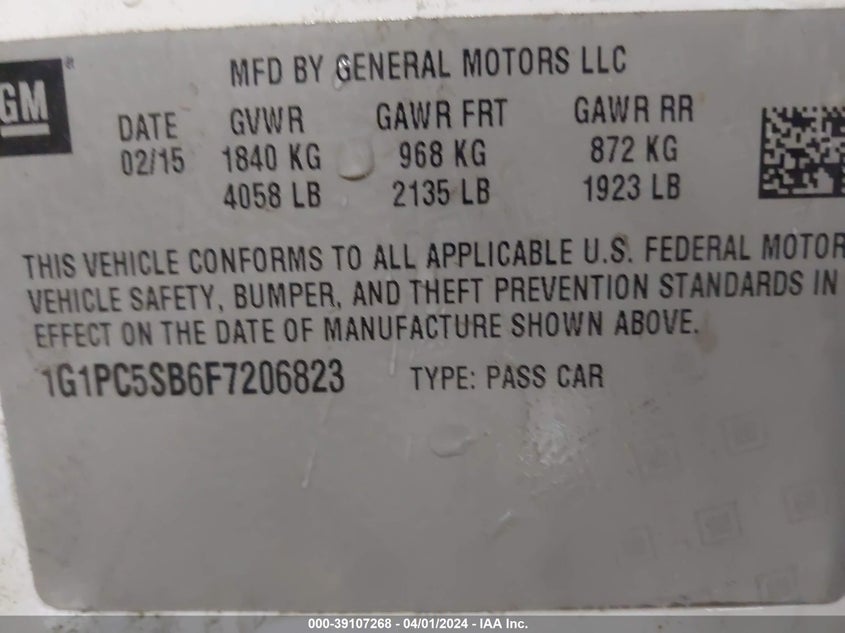 GM
MFD BY GENERAL MOTORS LLC
DATE GVWR GAWR FRT GAWR RR
02/15 1840 KG 968 KG 872 KG
4058 LB 2135 LB 1923 LB
THIS VEHICLE CONFORMS TO ALL APPLICABLE U.S. FEDERAL MOTOR
VEHICLE SAFETY, BUMPER, AND THEFT PREVENTION STANDARDS IN
EFFECT ON THE DATE OF MANUFACTURE SHOWN ABOVE.
1G1PC5SB6F7206823 TYPE: PASS CAR
000-39107268 - 04/01/2024 - IAA Inc.